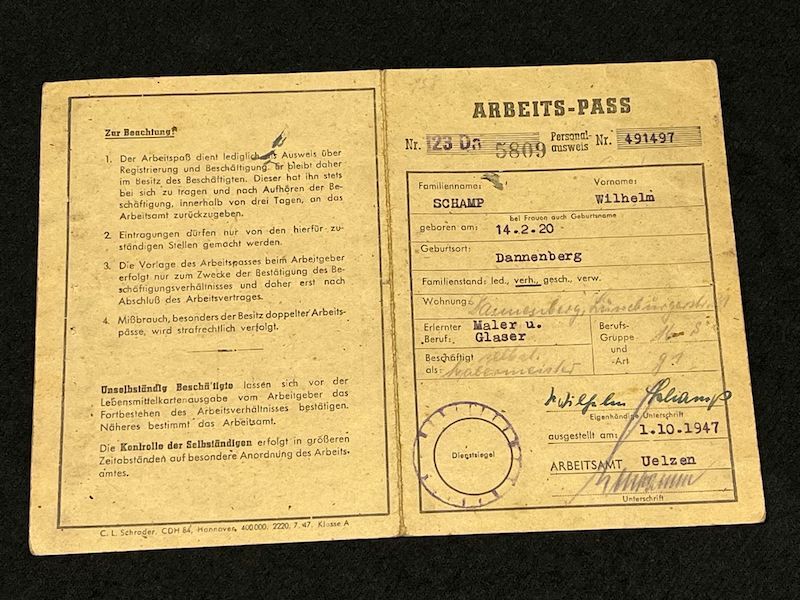 Zur Beachtung!
1. Der Arbeitspaß dient lediglich als Ausweis über
Registrierung und Beschäftigung, er bleibt daher
im Besitz des Beschäftigten. Dieser hat ihn stets
bei sich zu tragen und nach Aufhören der Be-
schäftigung, innerhalb von drei Tagen, an das
Arbeitsamt zurückzugeben.
2. Eintragungen dürfen nur von den hierfür zu-
ständigen Stellen gemacht werden.
3. Die Vorlage des Arbeitspasses beim Arbeitgeber
erfolgt nur zum Zwecke der Bestätigung des Be-
schäftigungsverhältnisses und daher erst nach
Abschluß des Arbeitsvertrages.
4. Mißbrauch, besonders der Besitz doppelter Arbeits-
pässe, wird strafrechtlich verfolgt.
Unselbständig Beschäftigte lassen sich vor der
Lebensmittelkartenausgabe vom Arbeitgeber das
Fortbestehen des Arbeitsverhältnisses bestätigen.
Näheres bestimmt das Arbeitsamt.
Die Kontrolle der Selbständigen erfolgt in größeren
Zeitabständen auf besondere Anordnung des Arbeits-
amtes.
C. L. Schrader, CDH 84, Hannover, 400 000. 2220. 7. 47. Klasse A
ARBEITS-PASS
Nr. 23 Da 5809 Personal-ausweis Nr. 491497
Familienname: Vorname:
SCHAMP Wilhelm
bei Frauen auch Geburtsname
geboren am: 14.2.20
Geburtsort:
Dannenberg
Familienstand: led., verh., gesch., verw.
Wohnung: Dannenberg, Lüneburgerstr.
Erlernter Beruf: Maler u. Glaser
Berufs-Gruppe und -Art
Beschäftigt als: selbst. Malermeister
Wilhelm Schamp
Eigenhändige Unterschrift
ausgestellt am: 1.10.1947
Dienstsiegel
ARBEITSAMT Uelzen
Unterschrift